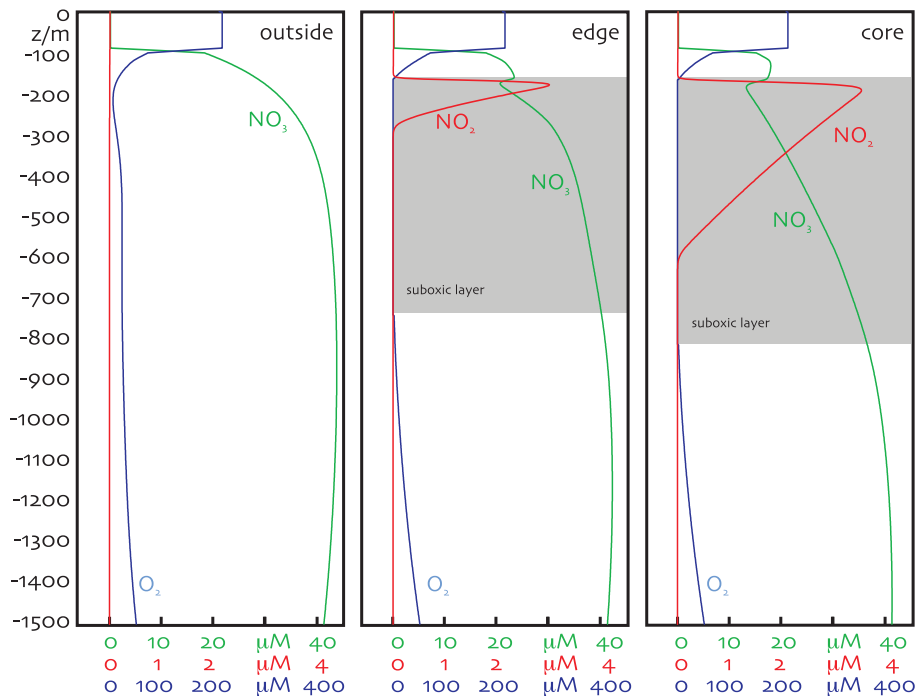 0
z/m
-100
-200
-300
-400
-500
-600
-700
-800
-900
-1000
-1100
-1200
-1300
-1400
-1500
outside
NO3
O2
0 10 20 μM 40
0 1 2 μM 4
0 100 200 μM 400
edge
NO2
NO3
suboxic layer
O2
0 10 20 μM 40
0 1 2 μM 4
0 100 200 μM 400
core
NO2
NO3
suboxic layer
O2
0 10 20 μM 40
0 1 2 μM 4
0 100 200 μM 400